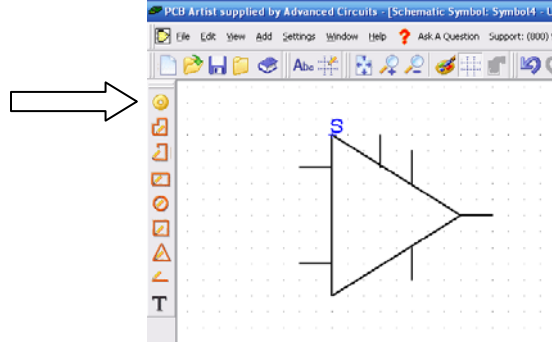 PCB Artist supplied by Advanced Circuits - [Schematic Symbol: Symbol4 - U
File Edit View Add Settings Window Help ? Ask A Question Support: (000)
Abc
S
T